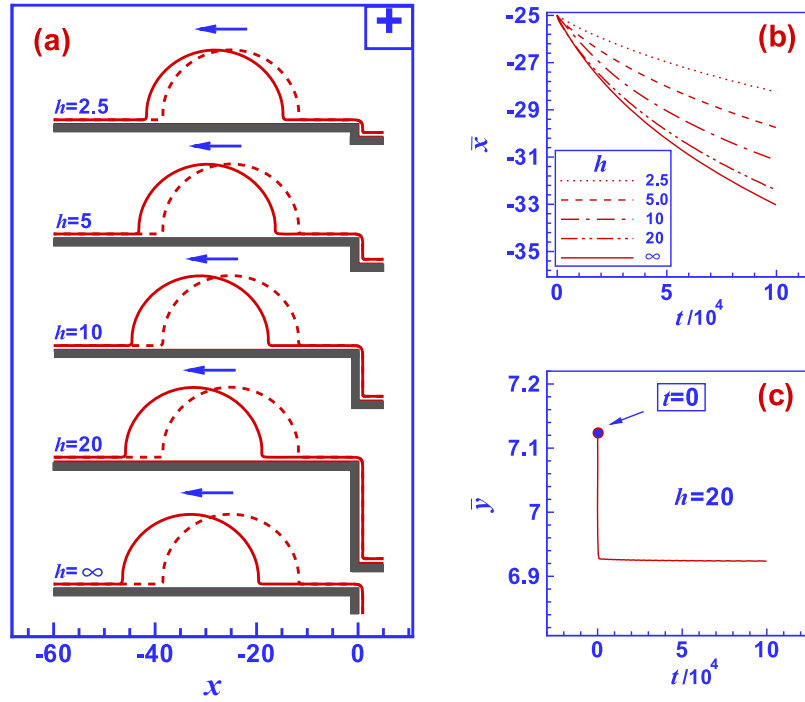 (a)
+
h=2.5
h=5
h=10
h=20
h=∞
-60 -40 -20 0
x
(b)
-25
-27
-29
-31
-33
-35
x̅
h
2.5
5.0
10
20
∞
0 5 10
t /10⁴
(c)
7.2
7.1
7
6.9
y̅
t=0
h=20
0 5 10
t /10⁴